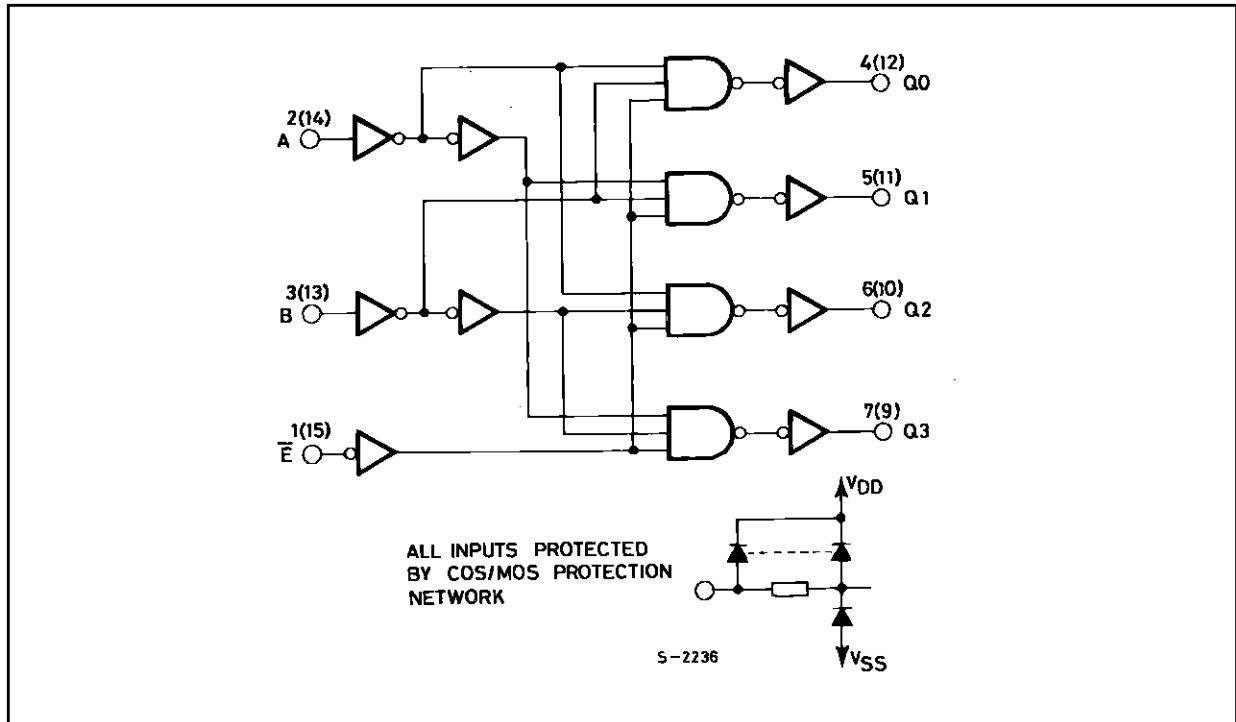 4(12)
Q0
2(14)
A
5(11)
Q1
3(13)
B
6(10)
Q2
1(15)
E̅
7(9)
Q3
VDD
ALL INPUTS PROTECTED
BY COS/MOS PROTECTION
NETWORK
S-2236
VSS